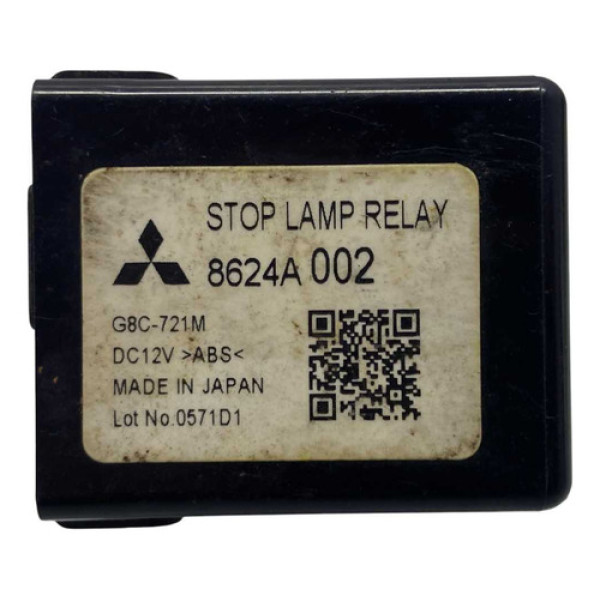 STOP LAMP RELAY
8624A 002
G8C-721M
DC12V >ABS<
MADE IN JAPAN
Lot No.0571D1